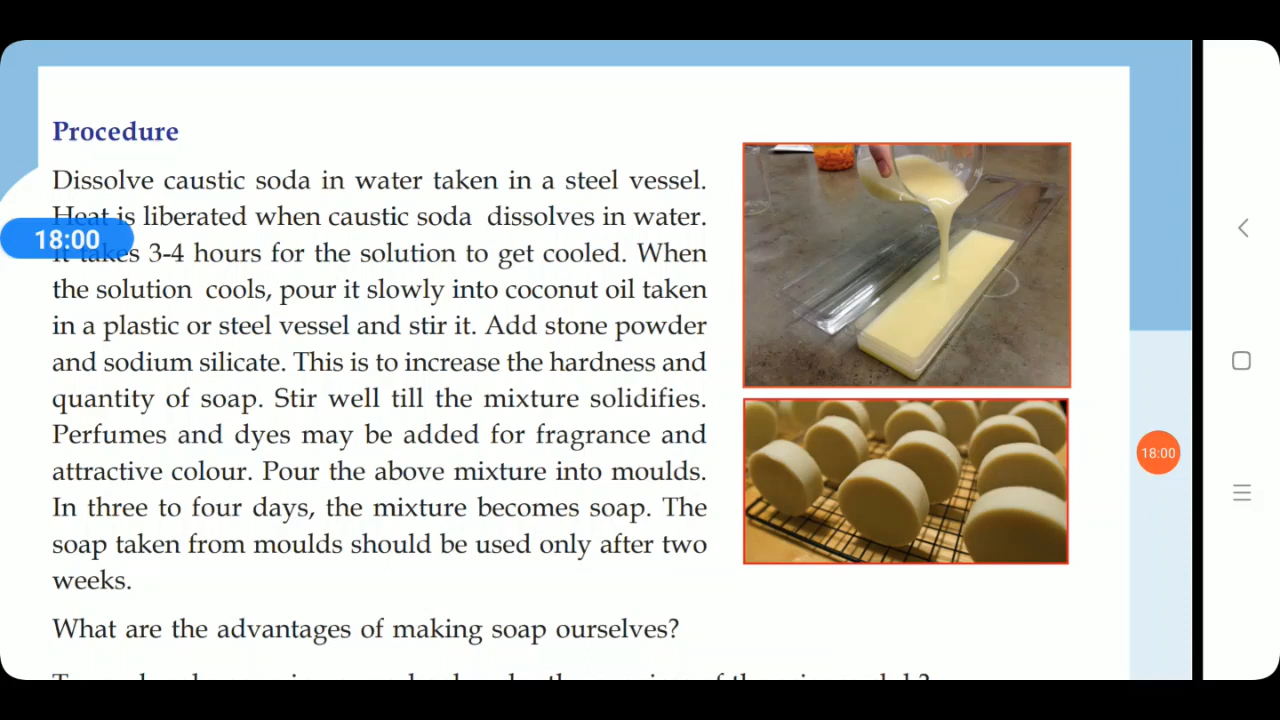 Procedure
Dissolve caustic soda in water taken in a steel vessel.
Heat is liberated when caustic soda dissolves in water.
18:00
It takes 3-4 hours for the solution to get cooled. When
the solution cools, pour it slowly into coconut oil taken
in a plastic or steel vessel and stir it. Add stone powder
and sodium silicate. This is to increase the hardness and
quantity of soap. Stir well till the mixture solidifies.
Perfumes and dyes may be added for fragrance and
attractive colour. Pour the above mixture into moulds.
18:00
In three to four days, the mixture becomes soap. The
soap taken from moulds should be used only after two
weeks.
What are the advantages of making soap ourselves?